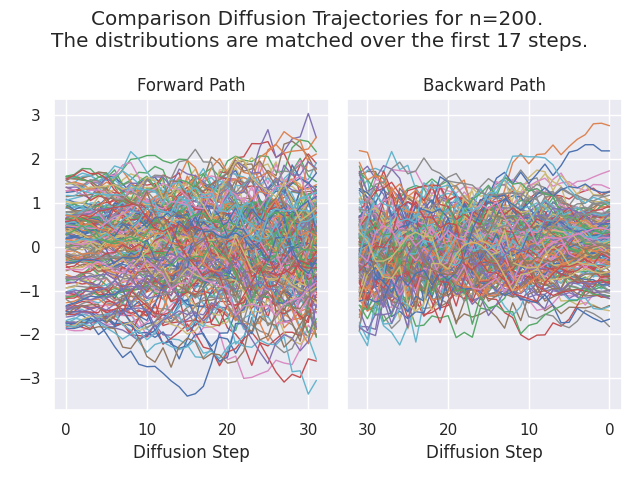 Comparison Diffusion Trajectories for n=200.
The distributions are matched over the first 17 steps.
Forward Path
Backward Path
3
2
1
0
−1
−2
−3
0 10 20 30
30 20 10 0
Diffusion Step
Diffusion Step